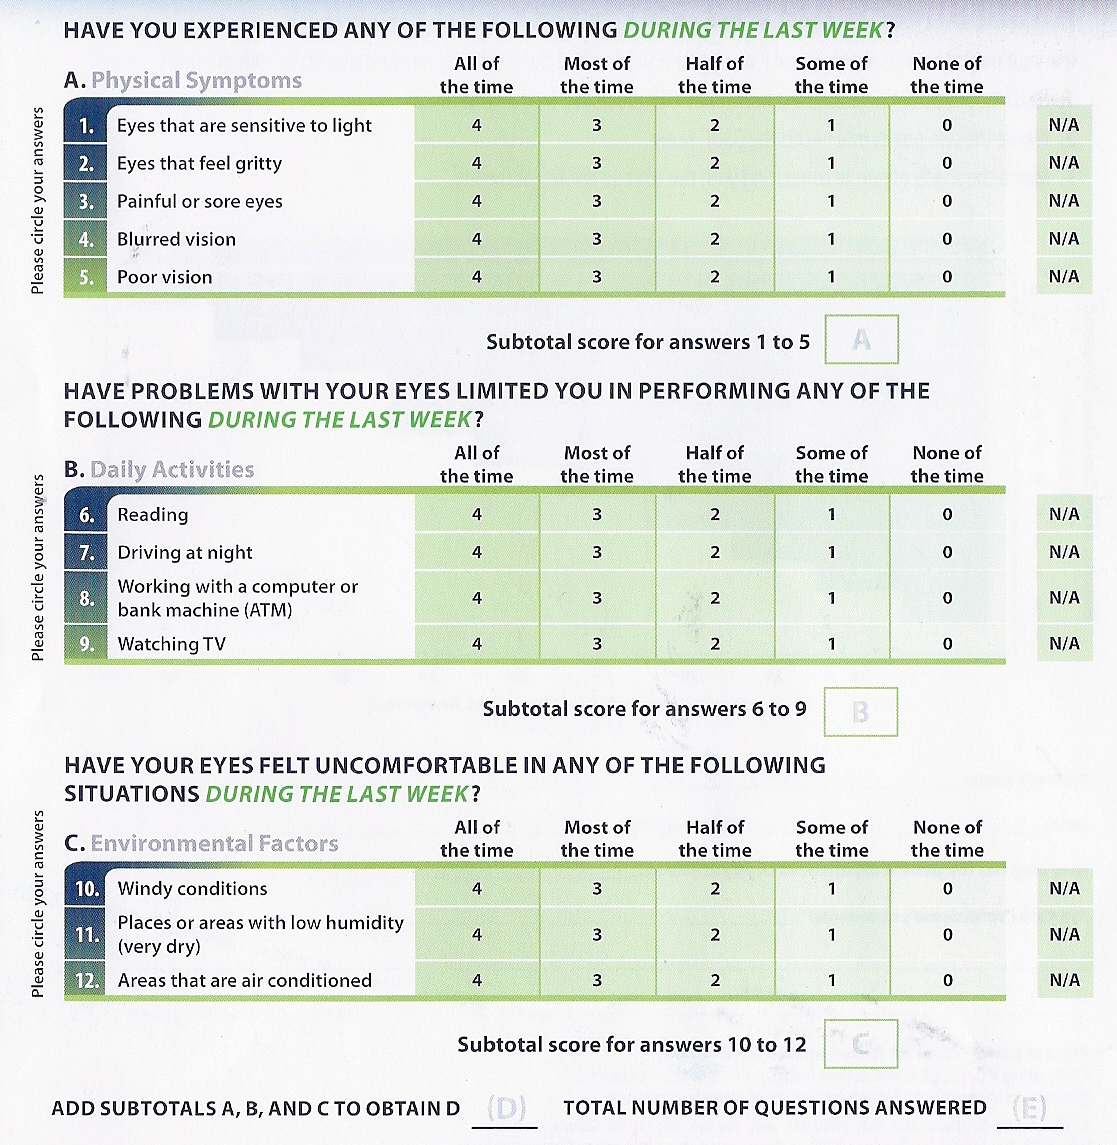 HAVE YOU EXPERIENCED ANY OF THE FOLLOWING DURING THE LAST WEEK?
A. Physical Symptoms
All of the time Most of the time Half of the time Some of the time None of the time
Please circle your answers
1. Eyes that are sensitive to light 4 3 2 1 0 N/A
2. Eyes that feel gritty 4 3 2 1 0 N/A
3. Painful or sore eyes 4 3 2 1 0 N/A
4. Blurred vision 4 3 2 1 0 N/A
5. Poor vision 4 3 2 1 0 N/A
Subtotal score for answers 1 to 5 A
HAVE PROBLEMS WITH YOUR EYES LIMITED YOU IN PERFORMING ANY OF THE
FOLLOWING DURING THE LAST WEEK?
B. Daily Activities
All of the time Most of the time Half of the time Some of the time None of the time
Please circle your answers
6. Reading 4 3 2 1 0 N/A
7. Driving at night 4 3 2 1 0 N/A
8. Working with a computer or
bank machine (ATM) 4 3 2 1 0 N/A
9. Watching TV 4 3 2 1 0 N/A
Subtotal score for answers 6 to 9 B
HAVE YOUR EYES FELT UNCOMFORTABLE IN ANY OF THE FOLLOWING
SITUATIONS DURING THE LAST WEEK?
C. Environmental Factors
All of the time Most of the time Half of the time Some of the time None of the time
Please circle your answers
10. Windy conditions 4 3 2 1 0 N/A
11. Places or areas with low humidity
(very dry) 4 3 2 1 0 N/A
12. Areas that are air conditioned 4 3 2 1 0 N/A
Subtotal score for answers 10 to 12 C
ADD SUBTOTALS A, B, AND C TO OBTAIN D (D) TOTAL NUMBER OF QUESTIONS ANSWERED (E)